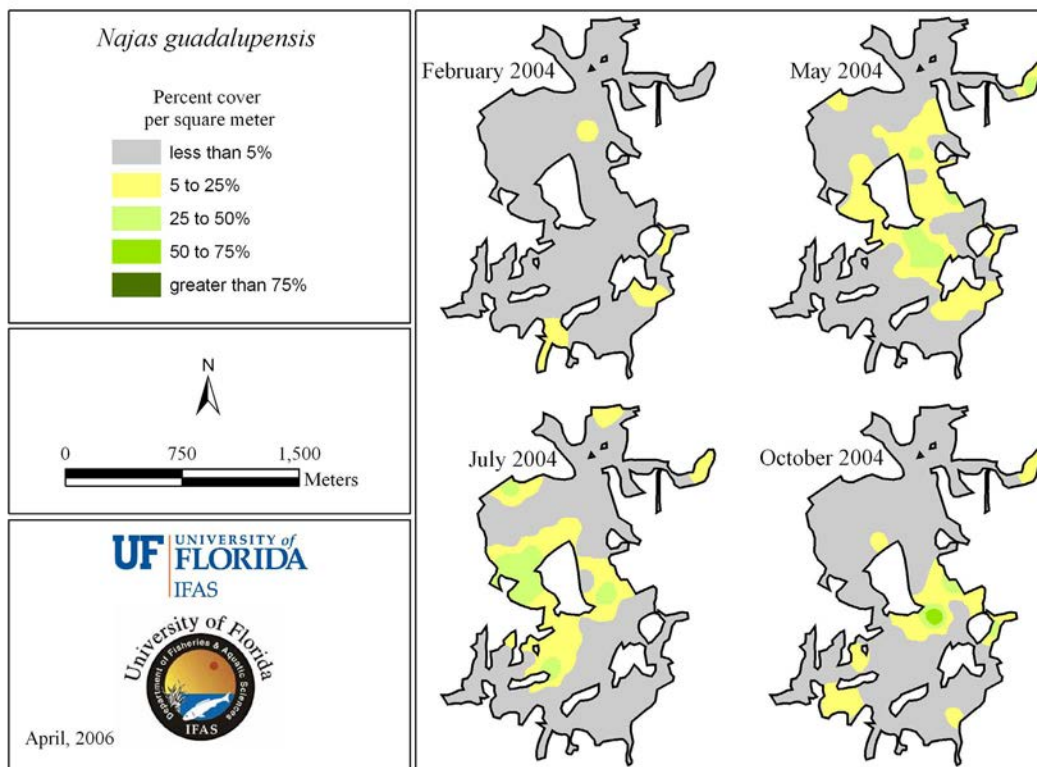 Najas guadalupensis
Percent cover
per square meter
less than 5%
5 to 25%
25 to 50%
50 to 75%
greater than 75%
N
0 750 1,500
Meters
UF UNIVERSITY of
FLORIDA
IFAS
University of Florida
Department of Fisheries & Aquatic Sciences
IFAS
April, 2006
February 2004
May 2004
July 2004
October 2004